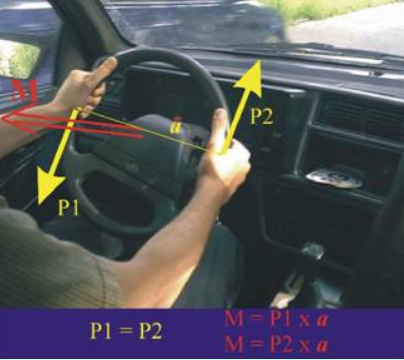 M
a
P2
P1
P1 = P2
M = P1 x a
M = P2 x a